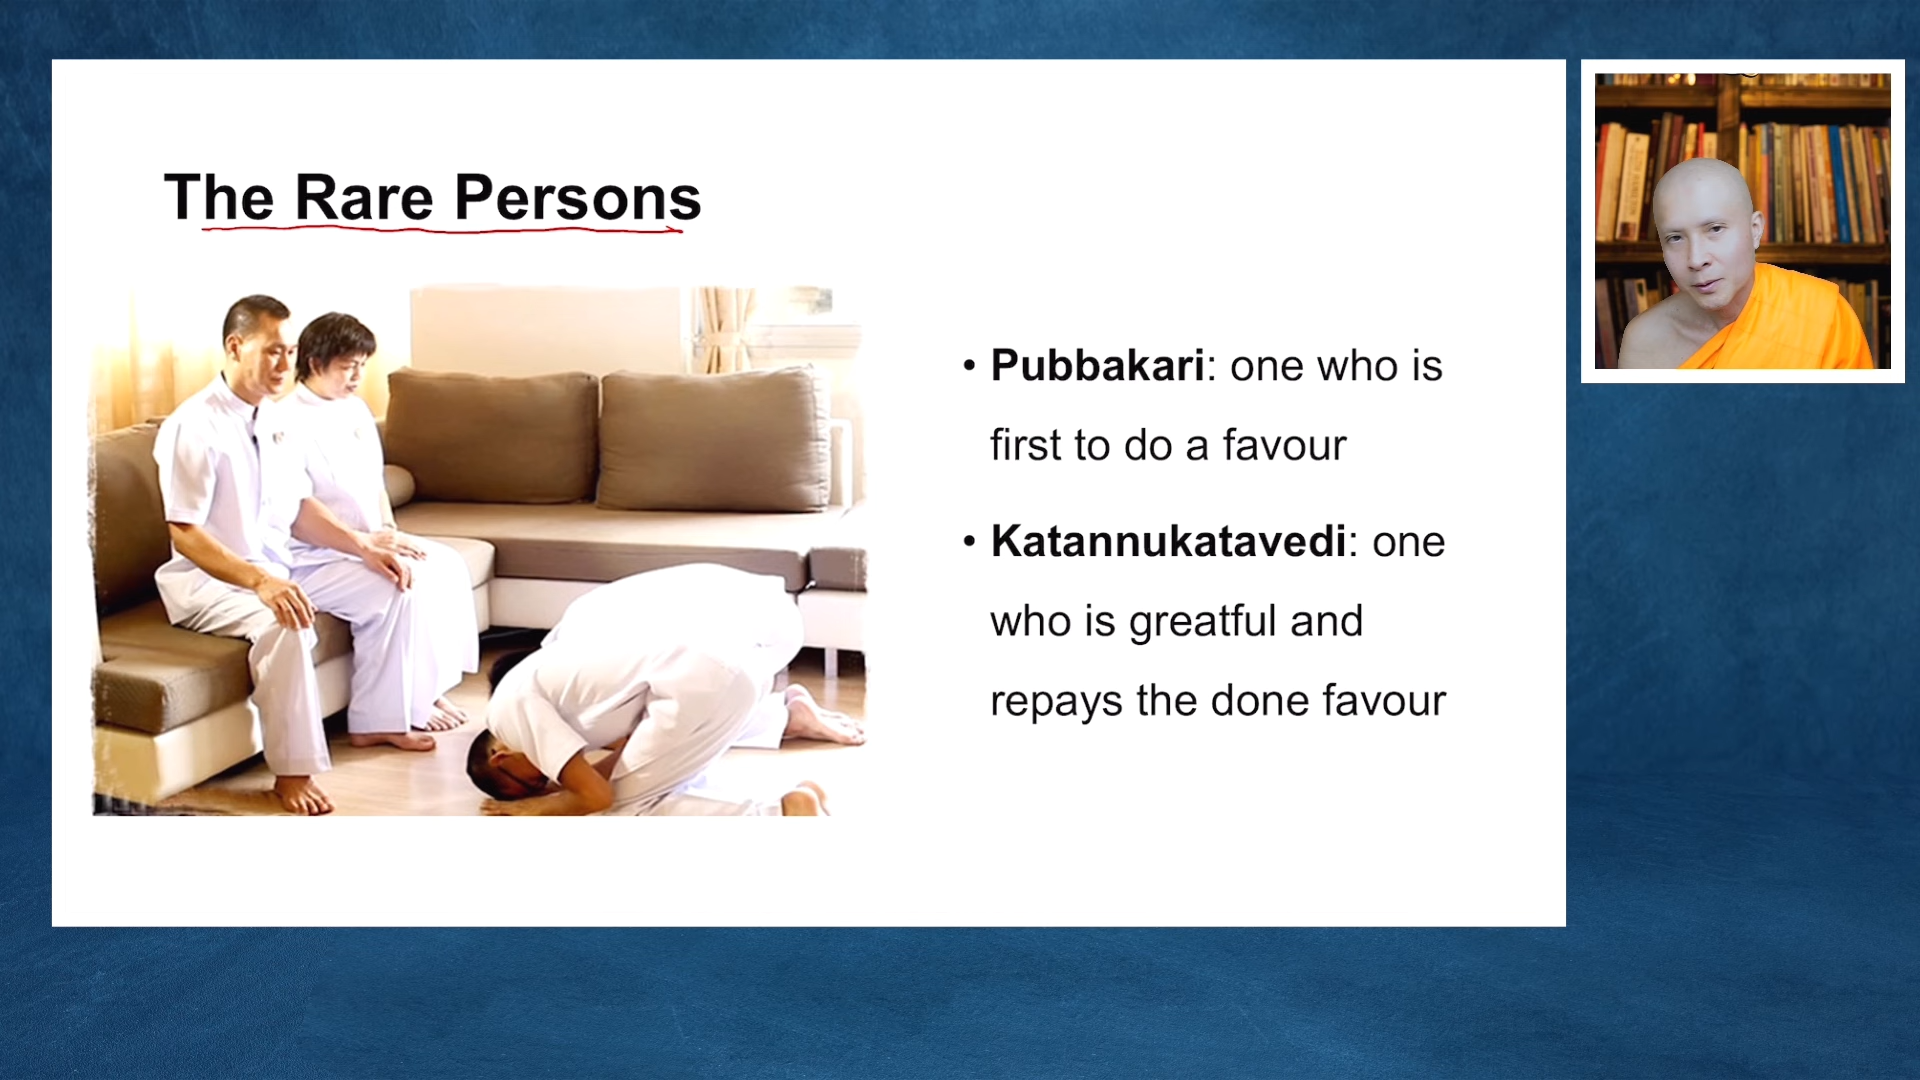 The Rare Persons
• Pubbakari: one who is
first to do a favour
• Katannukatavedi: one
who is greatful and
repays the done favour